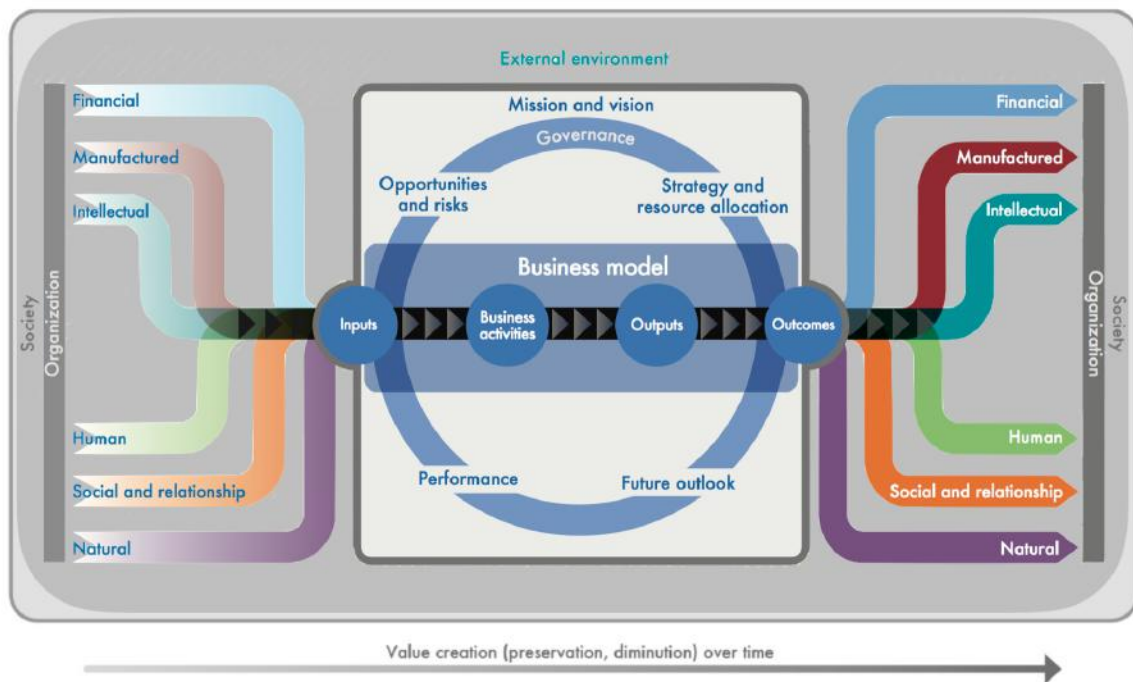 External environment
Financial
Manufactured
Intellectual
Society
Organization
Human
Social and relationship
Natural
Mission and vision
Governance
Opportunities
and risks
Strategy and
resource allocation
Business model
Inputs
Business
activities
Outputs
Outcomes
Performance
Future outlook
Financial
Manufactured
Intellectual
Organization
Society
Human
Social and relationship
Natural
Value creation (preservation, diminution) over time